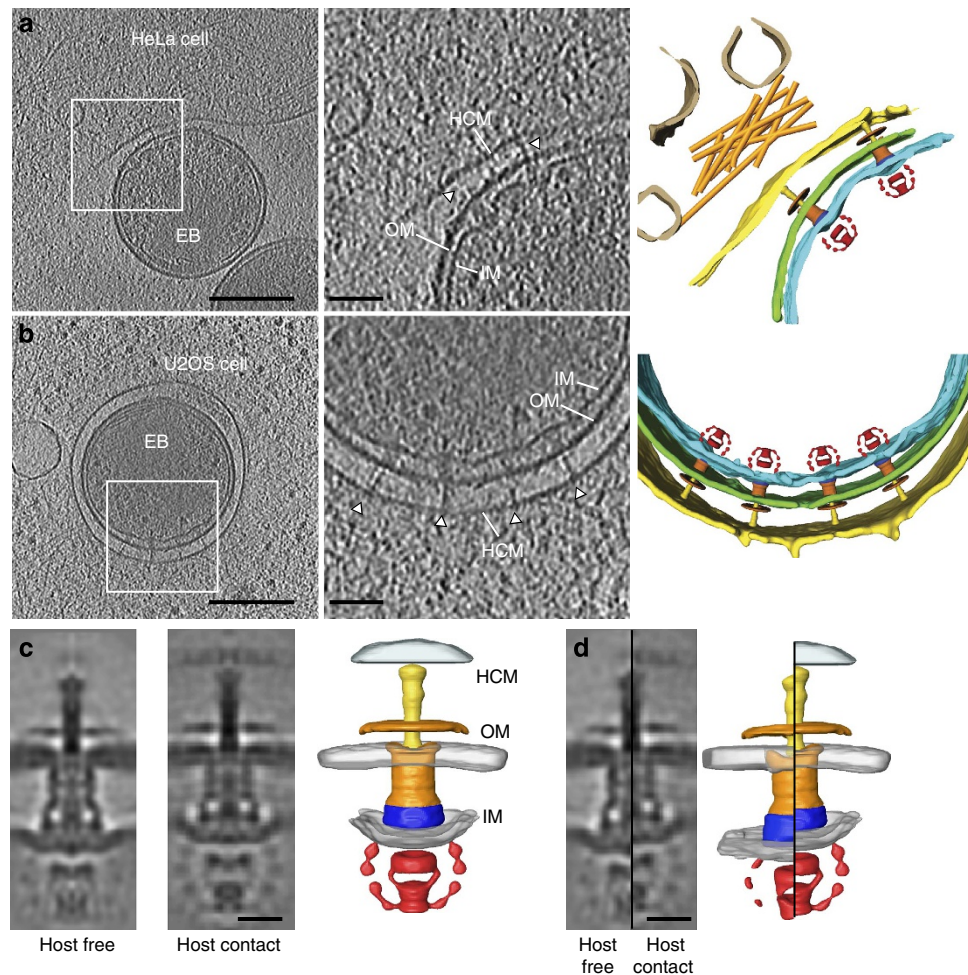 a
HeLa cell
EB
HCM
OM
IM
b
U2OS cell
EB
IM
OM
HCM
c
Host free
Host contact
HCM
OM
IM
d
Host free
Host contact